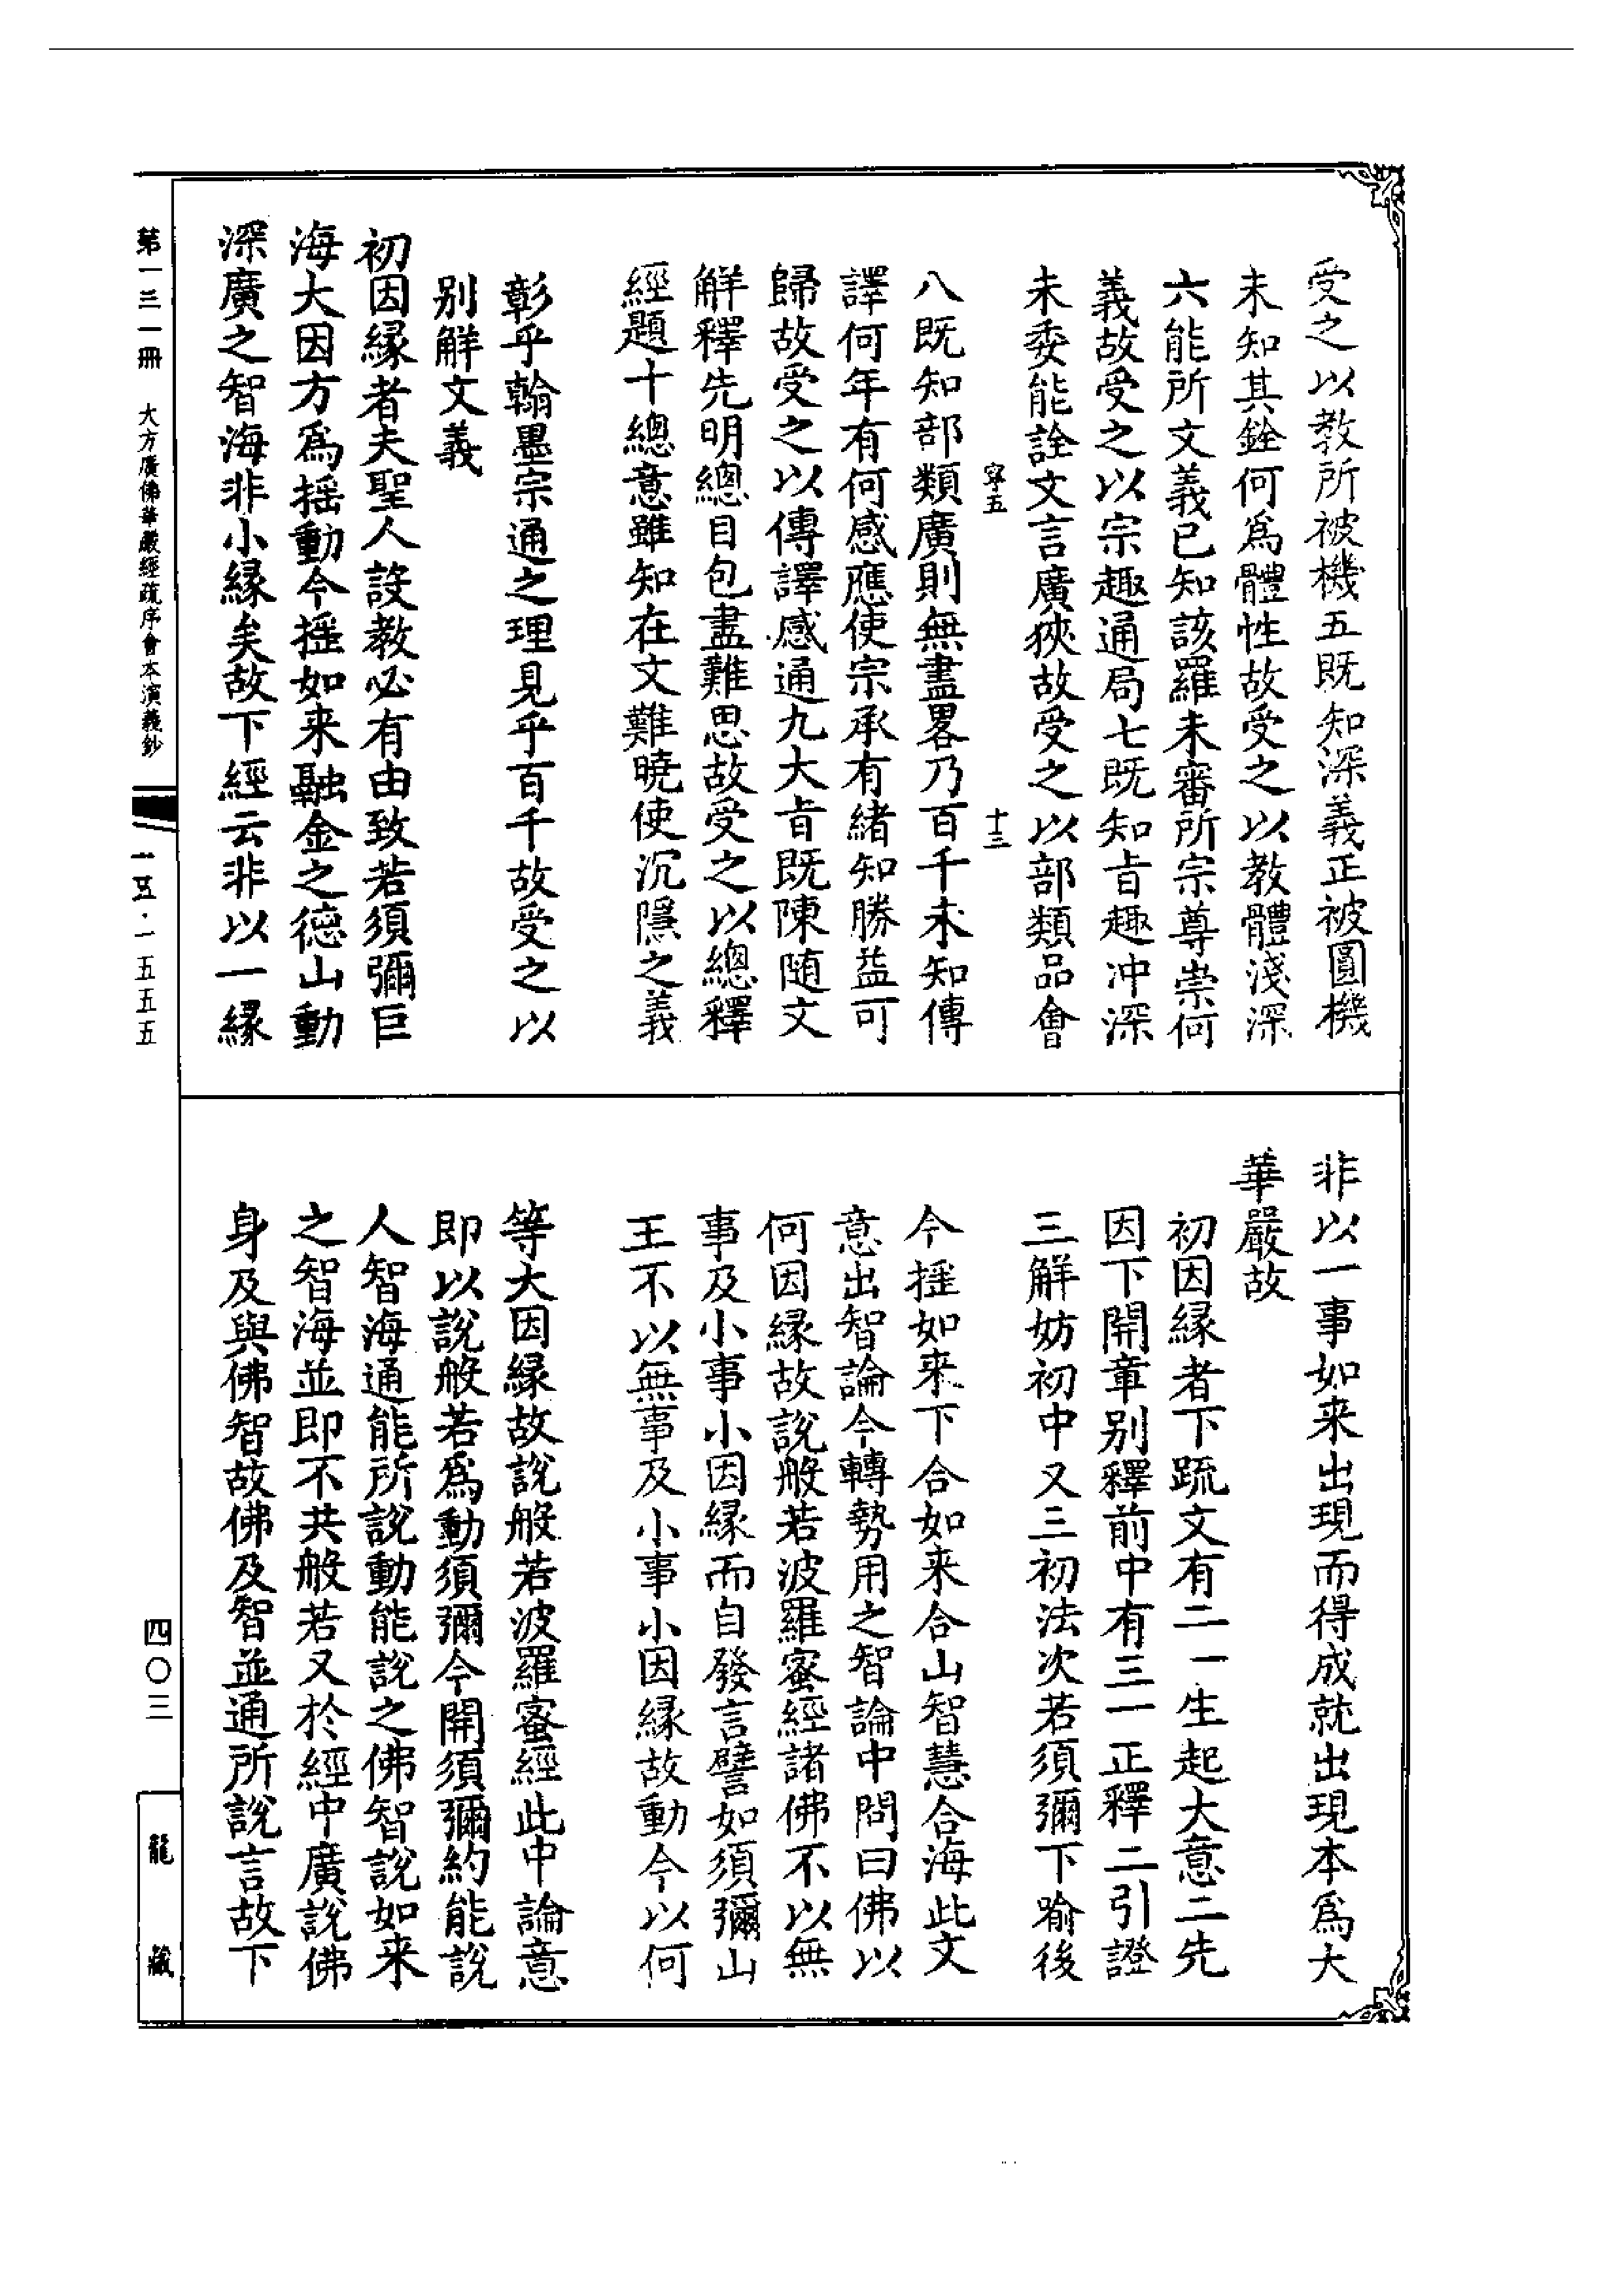 受之以教所被機五既知深義正被圓機
未知其銓何爲體性故受之以教體淺深
六能所文義已知該羅未審所宗尊崇何
義故受之以宗趣通局七既知㫖趣冲深
未委能詮文言廣狹故受之以部類品會
寧五
十三
八既知部類廣則無盡畧乃百千未知傳
譯何年有何感應使宗承有緒知勝益可
歸故受之以傳譯感通九大㫖既陳随文
解釋先明總目包盡難思故受之以總釋
經題十總意雖知在文難曉使沉隱之義
彰乎翰墨宗通之理見乎百千故受之以
别解文義
初因緣者夫聖人設教必有由致若須彌巨
海大因方爲揺動今揺如来融金之德山動
深廣之智海非小緣矣故下經云非以一緣
非以一事如来出現而得成就出現本爲大
華嚴故
初因緣者下䟽文有二一生起大意二先
因下開章别釋前中有三一正釋二引證
三解妨初中又三初法次若須彌下喻後
今揺如来下合如来合山智慧合海此文
意出智論今轉勢用之智論中問曰佛以
何因緣故說般若波羅蜜經諸佛不以無
事及小事小因緣而自發言譬如須彌山
王不以無事及小事小因緣故動今以何
等大因緣故說般若波羅蜜經此中論意
即以說般若爲動須彌今開須彌約能說
人智海通能所說動能說之佛智說如来
之智海並即不共般若又於經中廣說佛
身及與佛智故佛及智並通所說言故下
第一三一冊　大方廣佛華嚴經疏序會本演義鈔
一五五·一五五五
四〇三
龍藏